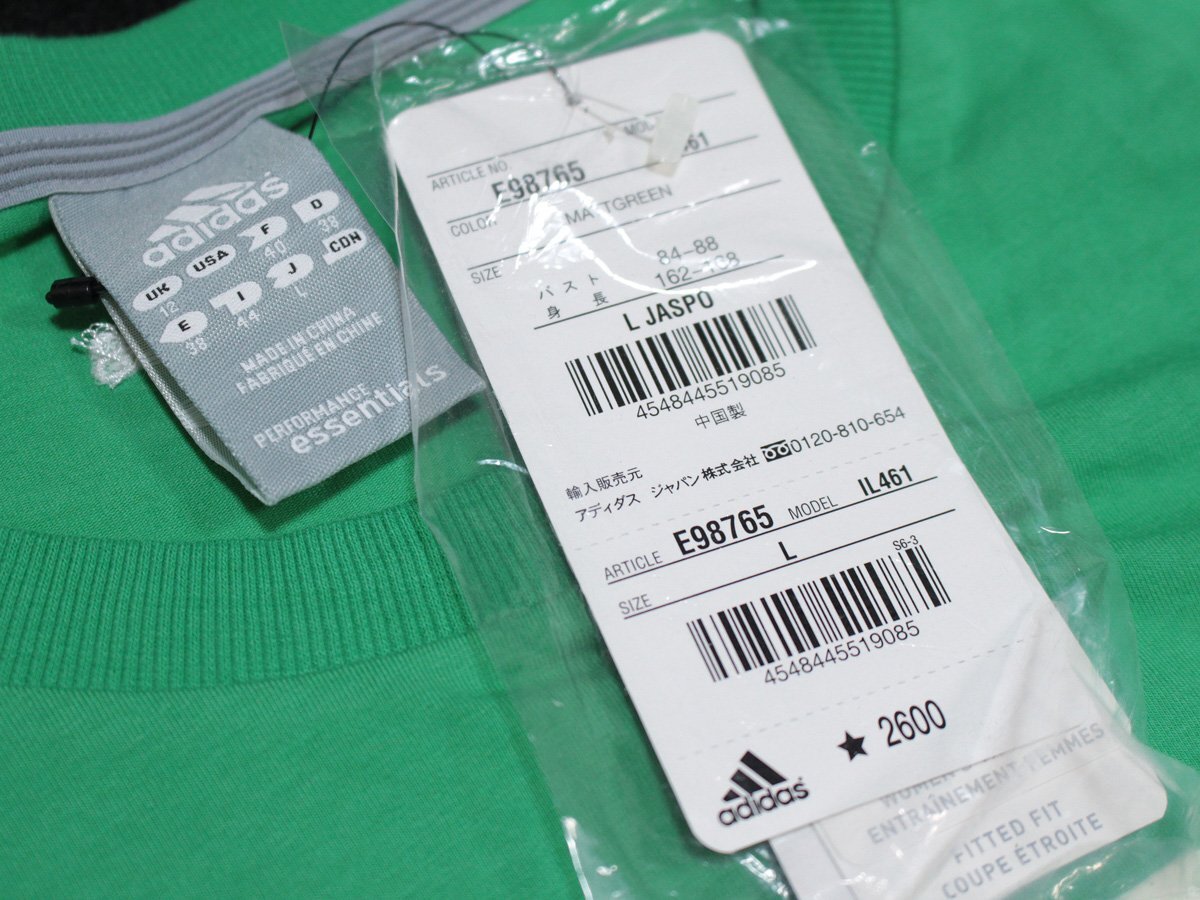 adidas
UK USA F D
12 40 38
E I J CDN
38 44 L
MADE IN CHINA
FABRIQUÉ EN CHINE
PERFORMANCE
essentials
ARTICLE NO.
E98765
COLOR MATTGREEN
SIZE
バスト 84-88
身長
L JASPO
4548445519085
中国製
輸入販売元
アディダス ジャパン株式会社 0120-810-654
ARTICLE E98765 MODEL IL461
SIZE L
S6-3
4548445519085
adidas ★ 2600
ENTRAÎNEMENT FEMMES
FITTED FIT
COUPE ÉTROITE